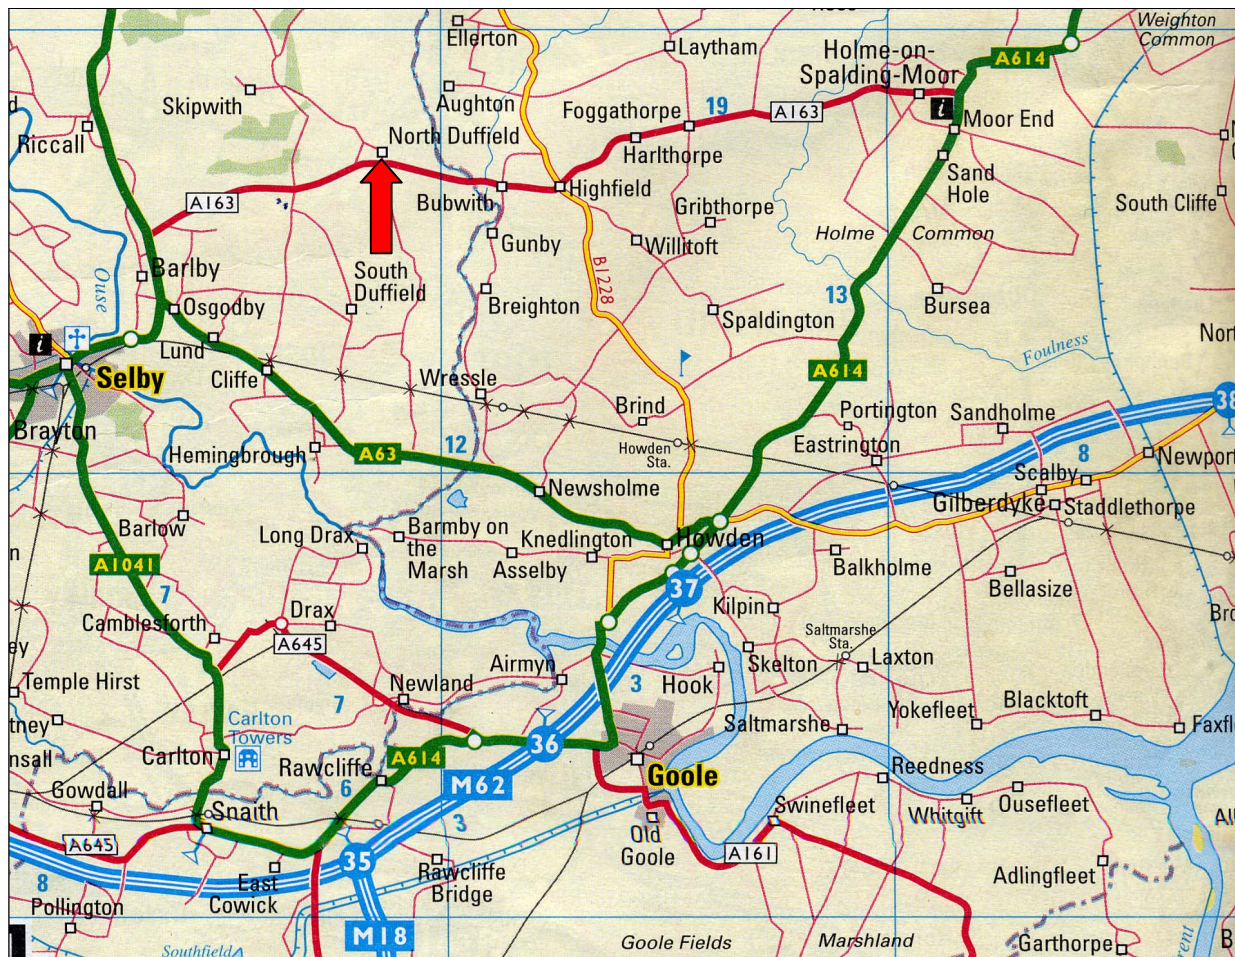 Ellerton
Laytham
Holme-on-
Spalding-Moor
A614
Weighton
Common
Skipwith
Aughton
Foggathorpe
19
A163
i
Moor End
Riccall
North Duffield
Harlthorpe
Sand
Hole
A163
Bubwith
Highfield
Gribthorpe
South Cliffe
Gunby
Willitoft
Holme Common
Ouse
Barlby
South
Duffield
B1228
Osgodby
Breighton
Spaldington
13
Bursea
i
Lund
Foulness
Selby
Cliffe
Wressle
A614
38
Brayton
Brind
Portington
Sandholme
Hemingbrough
A63
12
Howden
Sta.
Eastrington
8
Newport
Scalby
Newsholme
Gilberdyke
Staddlethorpe
Barlow
Long Drax
Barmby on
the
Marsh
Knedlington
Howden
Asselby
Balkholme
A1041
7
37
Bellasize
Camblesforth
Drax
Kilpin
A645
Saltmarshe
Sta.
Airmyn
Skelton
Laxton
Temple Hirst
Newland
3
Hook
7
Carlton
Towers
Saltmarshe
Yokefleet
Blacktoft
Carlton
36
A614
Rawcliffe
6
M62
Goole
Reedness
Gowdall
Snaith
3
Swinefleet
Whitgift
Ousefleet
A645
Old
Goole
A161
35
8
East
Cowick
Rawcliffe
Bridge
Adlingfleet
Pollington
M18
Southfield
Goole Fields
Marshland
Garthorpe